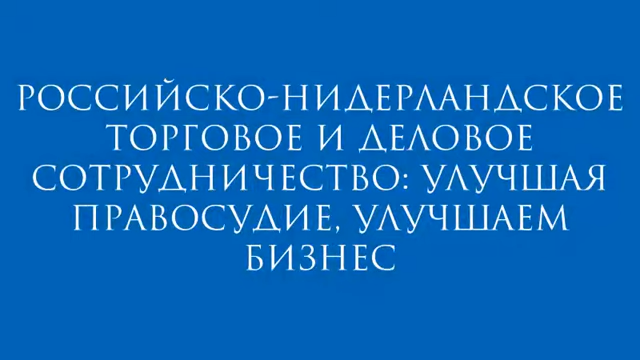 РОССИЙСКО-НИДЕРЛАНДСКОЕ
ТОРГОВОЕ И ДЕЛОВОЕ
СОТРУДНИЧЕСТВО: УЛУЧШАЯ
ПРАВОСУДИЕ, УЛУЧШАЕМ
БИЗНЕС